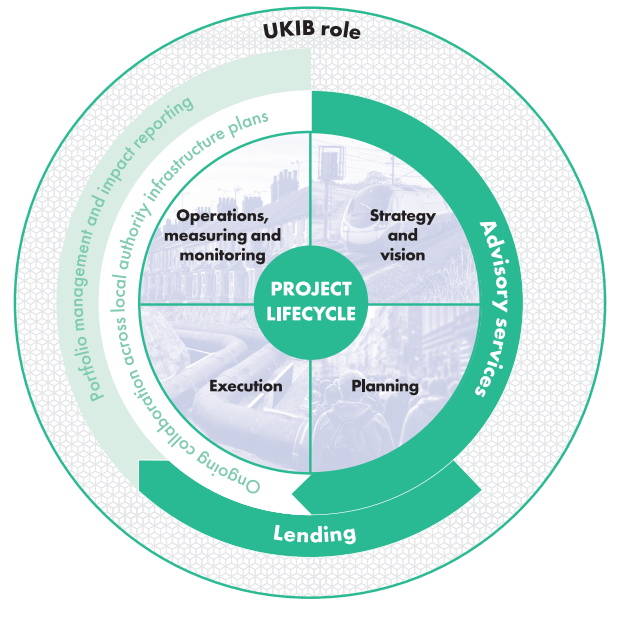 UKIB role
Portfolio management and impact reporting
Ongoing collaboration across local authority infrastructure plans
Operations,
measuring and
monitoring
Strategy
and
vision
Advisory services
PROJECT
LIFECYCLE
Execution
Planning
Lending